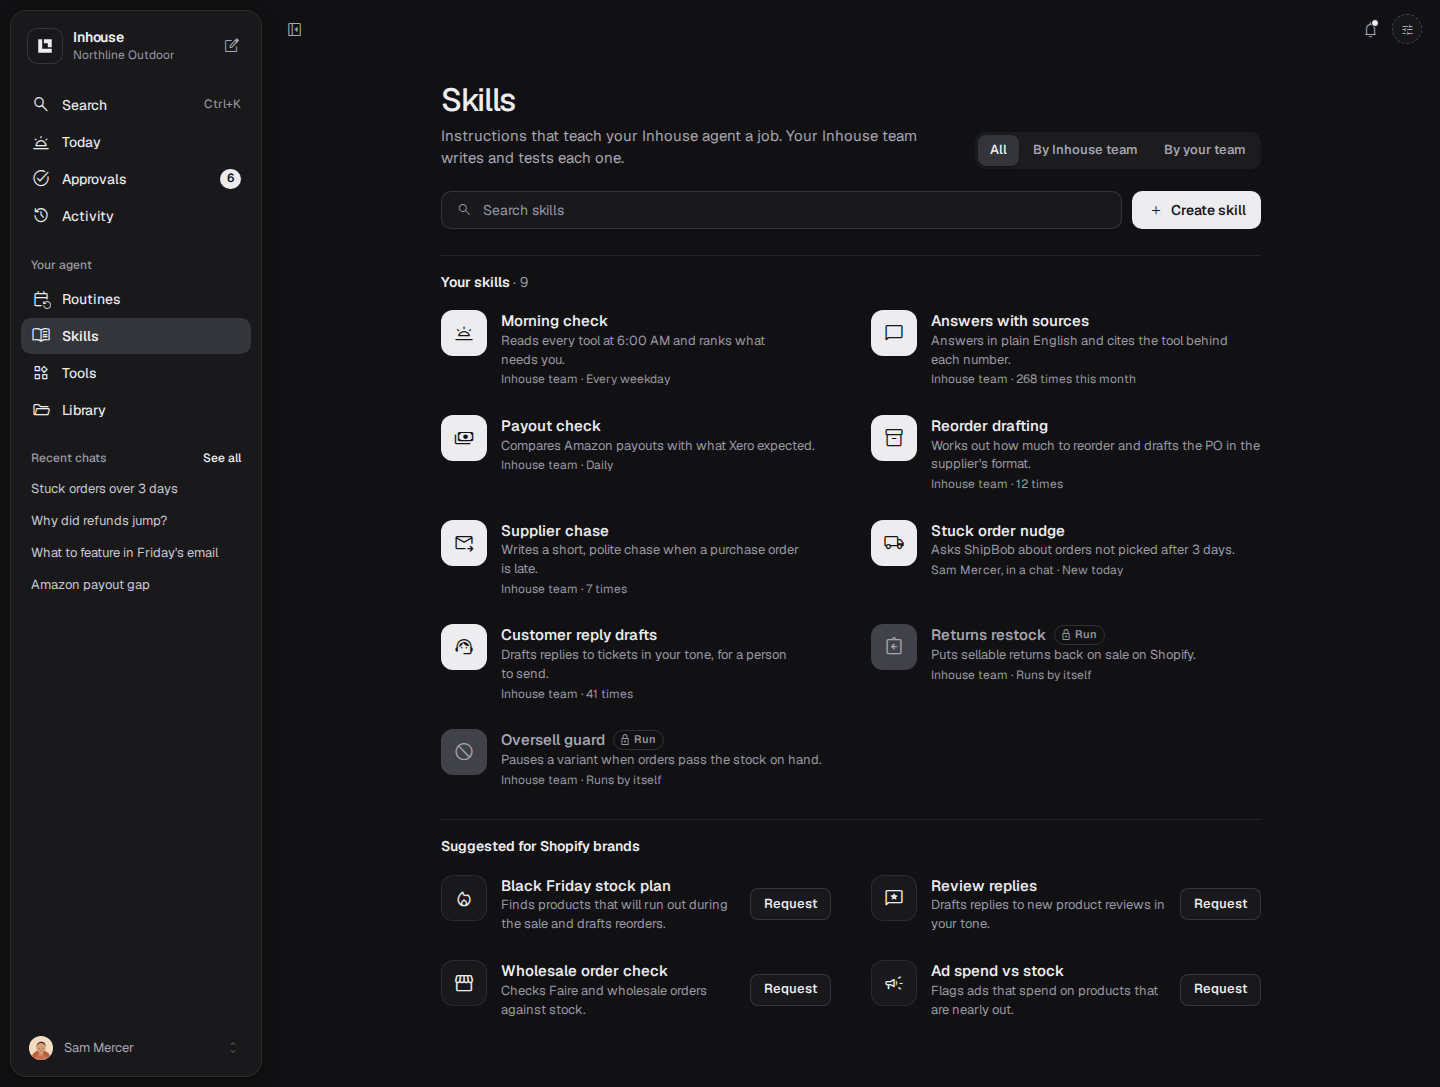 Inhouse
Northline Outdoor
Search
Ctrl+K
Today
Approvals
6
Activity
Your agent
Routines
Skills
Tools
Library
Recent chats
See all
Stuck orders over 3 days
Why did refunds jump?
What to feature in Friday's email
Amazon payout gap
Sam Mercer
Skills
Instructions that teach your Inhouse agent a job. Your Inhouse team
writes and tests each one.
All
By Inhouse team
By your team
Search skills
+ Create skill
Your skills · 9
Morning check
Reads every tool at 6:00 AM and ranks what
needs you.
Inhouse team · Every weekday
Answers with sources
Answers in plain English and cites the tool behind
each number.
Inhouse team · 268 times this month
Payout check
Compares Amazon payouts with what Xero expected.
Inhouse team · Daily
Reorder drafting
Works out how much to reorder and drafts the PO in the
supplier's format.
Inhouse team · 12 times
Supplier chase
Writes a short, polite chase when a purchase order
is late.
Inhouse team · 7 times
Stuck order nudge
Asks ShipBob about orders not picked after 3 days.
Sam Mercer, in a chat · New today
Customer reply drafts
Drafts replies to tickets in your tone, for a person
to send.
Inhouse team · 41 times
Returns restock
Run
Puts sellable returns back on sale on Shopify.
Inhouse team · Runs by itself
Oversell guard
Run
Pauses a variant when orders pass the stock on hand.
Inhouse team · Runs by itself
Suggested for Shopify brands
Black Friday stock plan
Finds products that will run out during
the sale and drafts reorders.
Request
Review replies
Drafts replies to new product reviews in
your tone.
Request
Wholesale order check
Checks Faire and wholesale orders
against stock.
Request
Ad spend vs stock
Flags ads that spend on products that
are nearly out.
Request